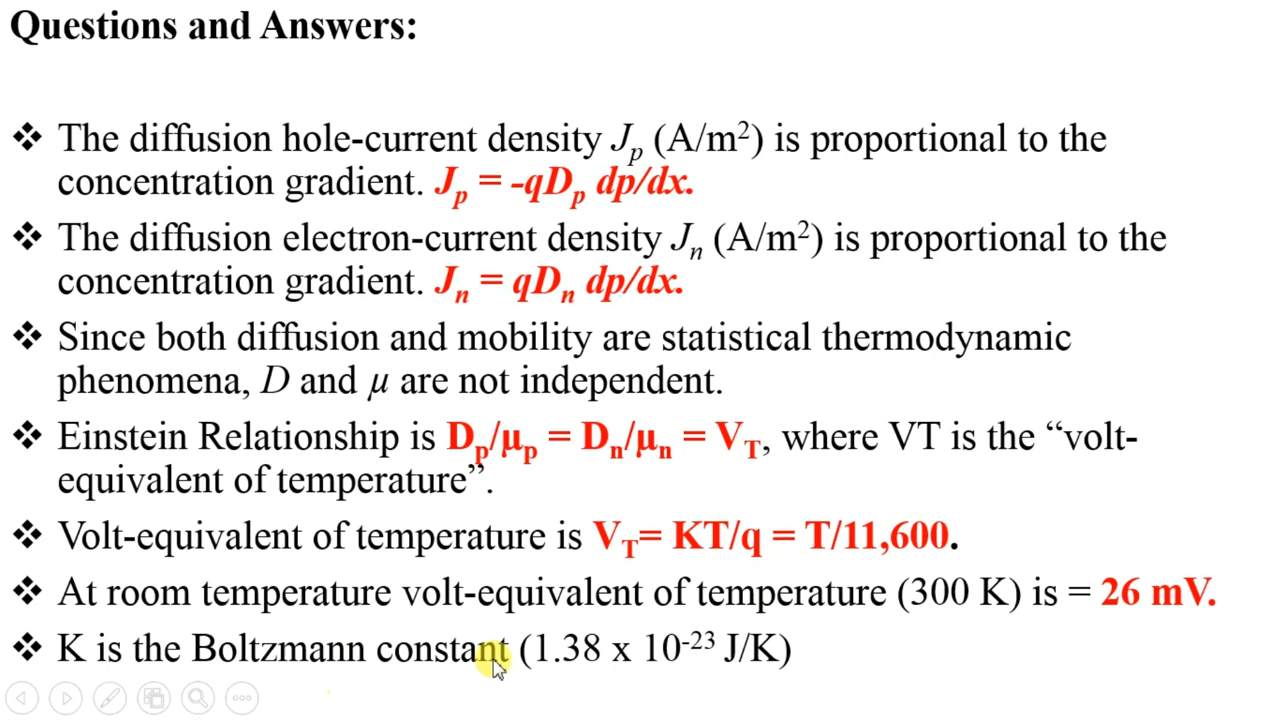 Questions and Answers:
❖ The diffusion hole-current density Jp (A/m²) is proportional to the
concentration gradient. Jp = -qDp dp/dx.
❖ The diffusion electron-current density Jn (A/m²) is proportional to the
concentration gradient. Jn = qDn dp/dx.
❖ Since both diffusion and mobility are statistical thermodynamic
phenomena, D and μ are not independent.
❖ Einstein Relationship is Dp/μp = Dn/μn = VT, where VT is the “volt-
equivalent of temperature”.
❖ Volt-equivalent of temperature is VT= KT/q = T/11,600.
❖ At room temperature volt-equivalent of temperature (300 K) is = 26 mV.
❖ K is the Boltzmann constant (1.38 x 10⁻²³ J/K)